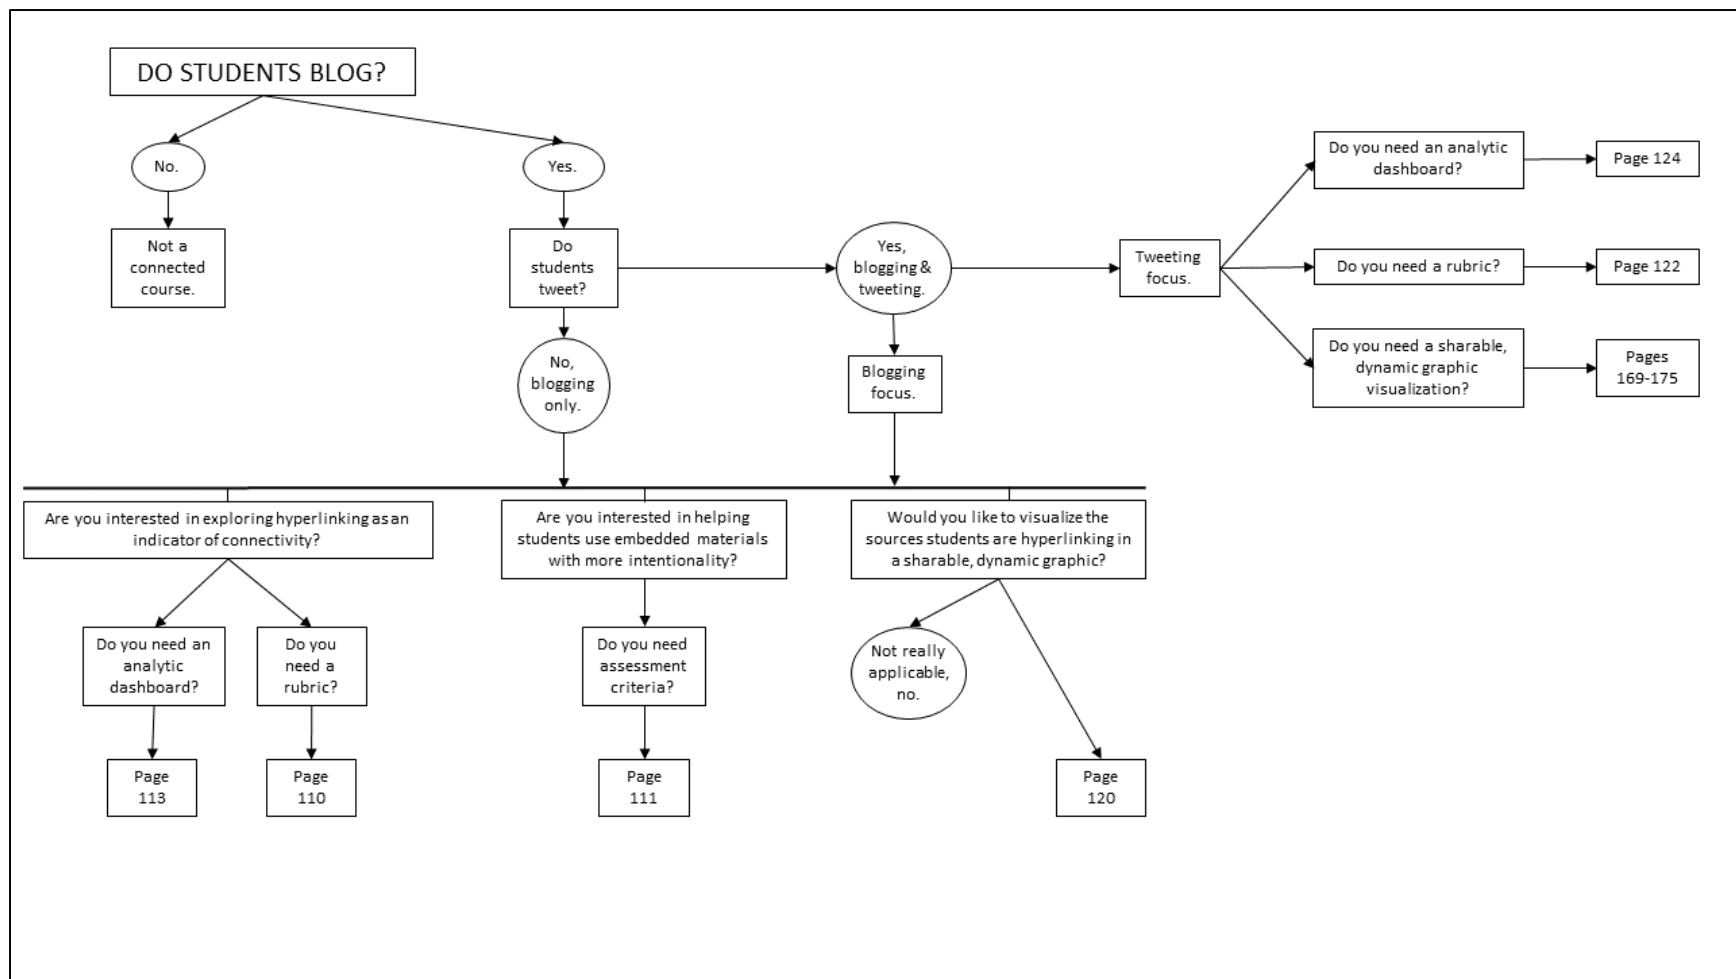 DO STUDENTS BLOG?
No.
Yes.
Not a
connected
course.
Do
students
tweet?
Yes,
blogging &
tweeting.
Tweeting
focus.
Do you need an analytic
dashboard?
Page 124
Do you need a rubric?
Page 122
Do you need a sharable,
dynamic graphic
visualization?
Pages
169-175
No,
blogging
only.
Blogging
focus.
Are you interested in exploring hyperlinking as an
indicator of connectivity?
Are you interested in helping
students use embedded materials
with more intentionality?
Would you like to visualize the
sources students are hyperlinking in
a sharable, dynamic graphic?
Do you need an
analytic
dashboard?
Do you
need a
rubric?
Do you need
assessment
criteria?
Not really
applicable,
no.
Page
113
Page
110
Page
111
Page
120